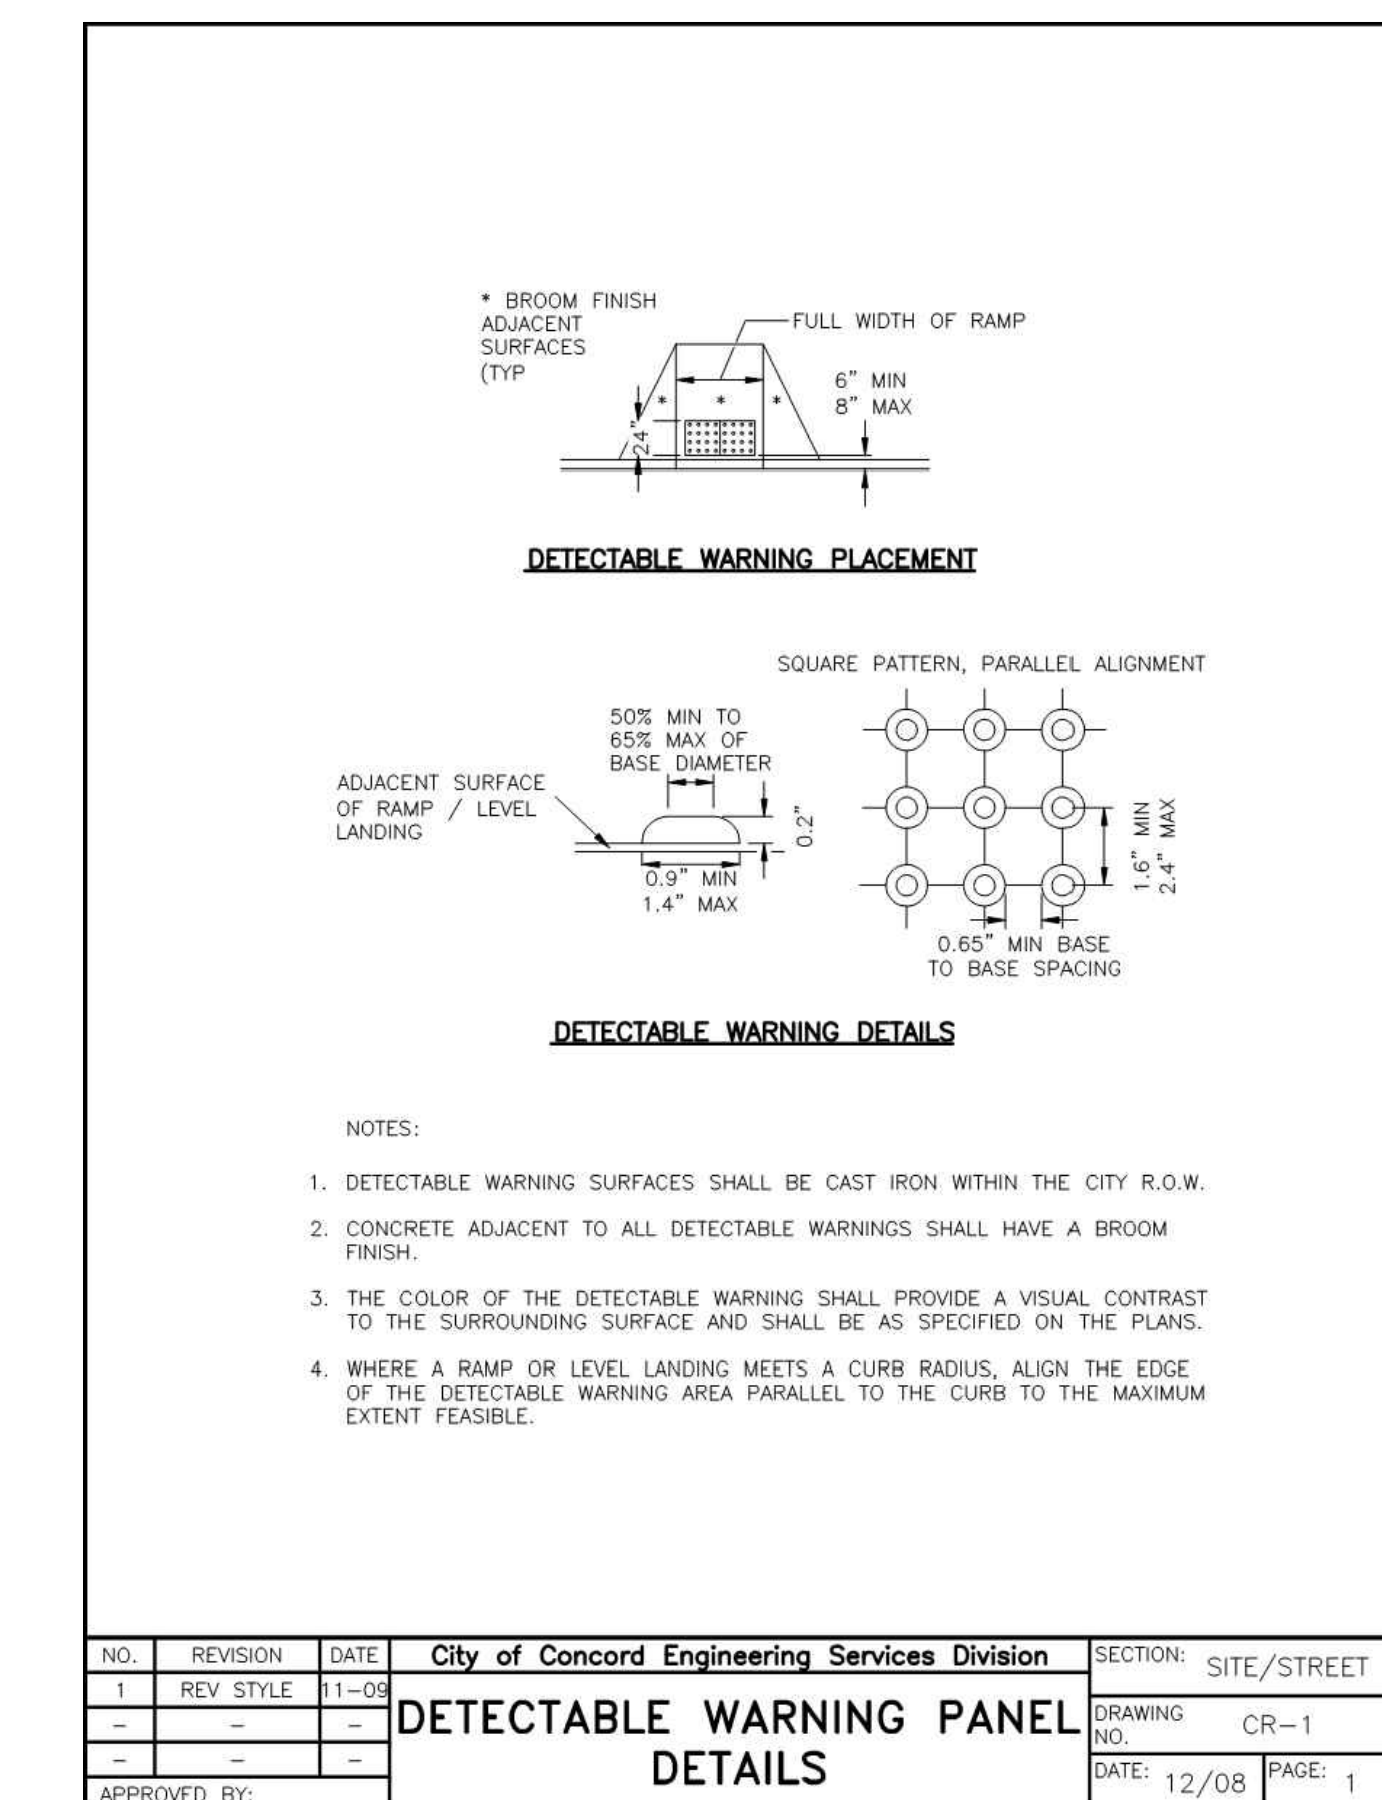 * BROOM FINISH
ADJACENT
SURFACES
(TYP
FULL WIDTH OF RAMP
6" MIN
8" MAX
* * *
24"
DETECTABLE WARNING PLACEMENT
SQUARE PATTERN, PARALLEL ALIGNMENT
50% MIN TO
65% MAX OF
BASE DIAMETER
ADJACENT SURFACE
OF RAMP / LEVEL
LANDING
0.2"
0.9" MIN
1.4" MAX
1.6" MIN
2.4" MAX
0.65" MIN BASE
TO BASE SPACING
DETECTABLE WARNING DETAILS
NOTES:
1. DETECTABLE WARNING SURFACES SHALL BE CAST IRON WITHIN THE CITY R.O.W.
2. CONCRETE ADJACENT TO ALL DETECTABLE WARNINGS SHALL HAVE A BROOM
FINISH.
3. THE COLOR OF THE DETECTABLE WARNING SHALL PROVIDE A VISUAL CONTRAST
TO THE SURROUNDING SURFACE AND SHALL BE AS SPECIFIED ON THE PLANS.
4. WHERE A RAMP OR LEVEL LANDING MEETS A CURB RADIUS, ALIGN THE EDGE
OF THE DETECTABLE WARNING AREA PARALLEL TO THE CURB TO THE MAXIMUM
EXTENT FEASIBLE.
NO. REVISION DATE
1 REV STYLE 11-09
- - -
- - -
APPROVED BY:
City of Concord Engineering Services Division
DETECTABLE WARNING PANEL
DETAILS
SECTION: SITE/STREET
DRAWING
NO. CR-1
DATE: 12/08 PAGE: 1